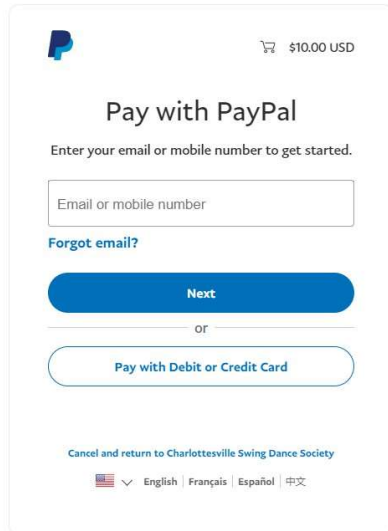 $10.00 USD
Pay with PayPal
Enter your email or mobile number to get started.
Email or mobile number
Forgot email?
Next
or
Pay with Debit or Credit Card
Cancel and return to Charlottesville Swing Dance Society
English Français Español 中文